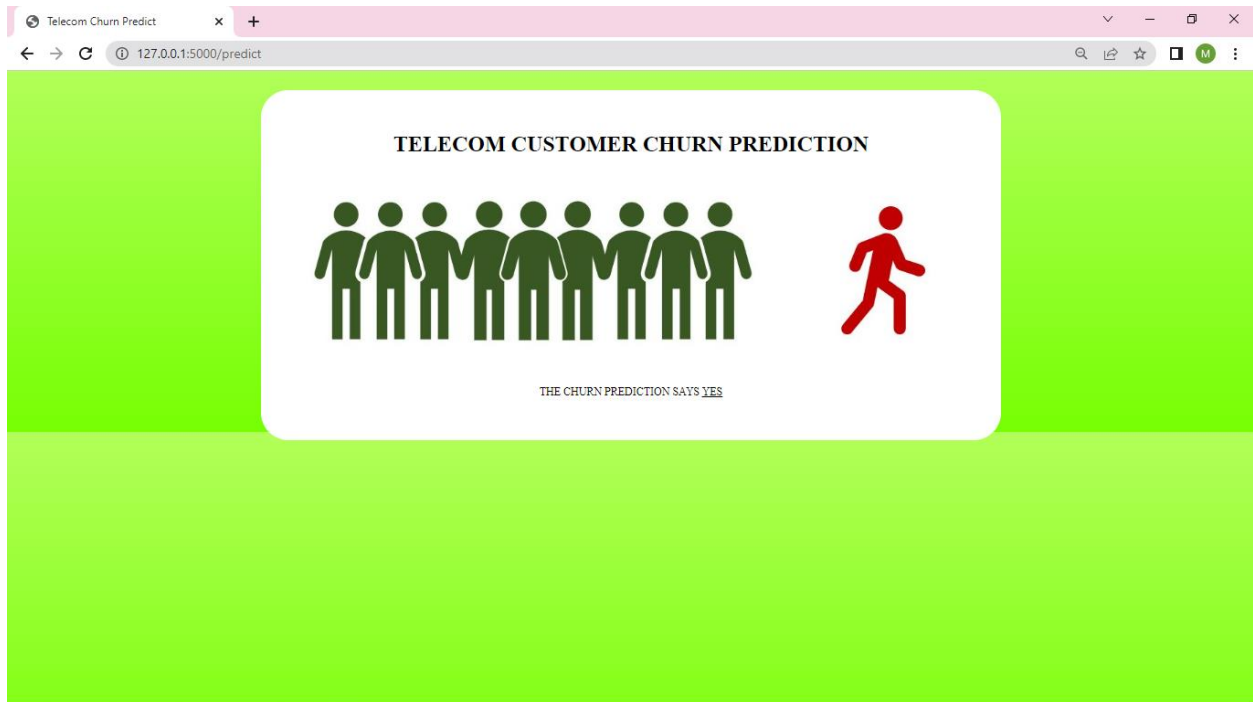 Telecom Churn Predict
127.0.0.1:5000/predict
M
TELECOM CUSTOMER CHURN PREDICTION
THE CHURN PREDICTION SAYS YES